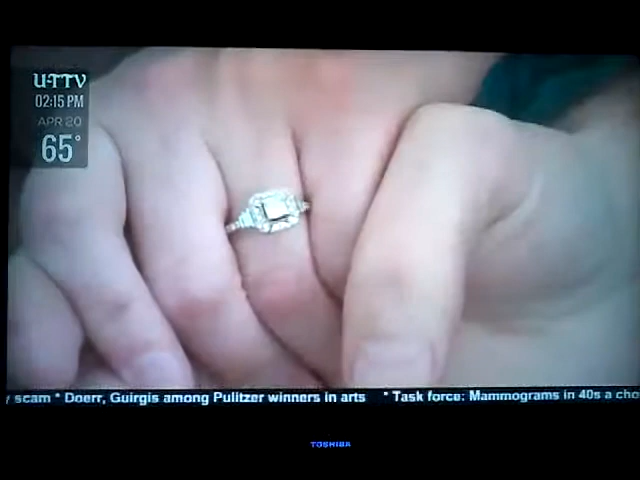 U-TTV
02:15 PM
APR 20
65°
scam * Doerr, Guirgis among Pulitzer winners in arts * Task force: Mammograms in 40s a cho
TOSHIBA